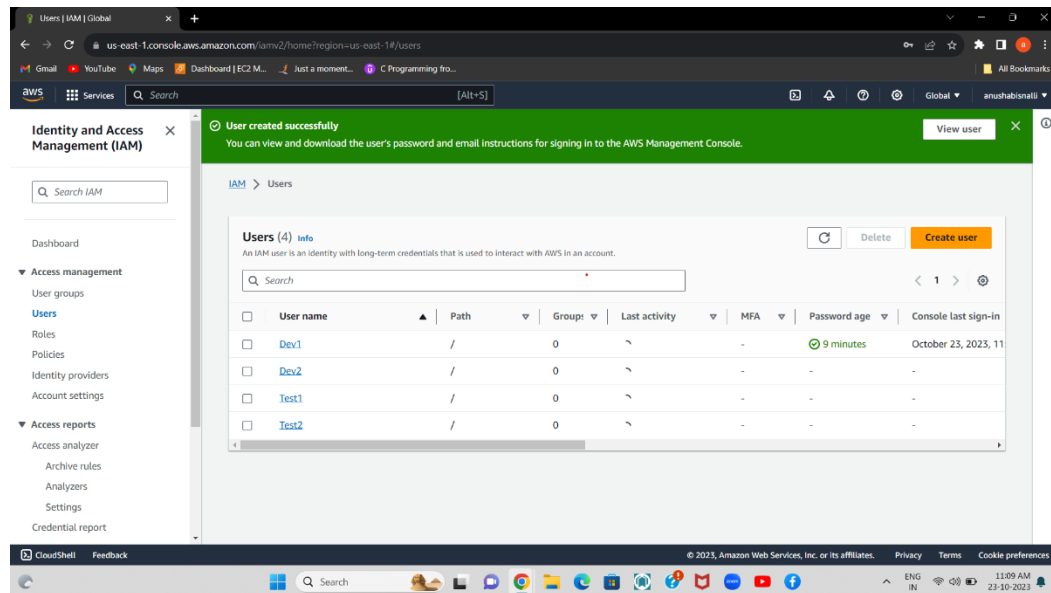 Users | IAM | Global
us-east-1.console.aws.amazon.com/iamv2/home?region=us-east-1#/users
Gmail YouTube Maps Dashboard | EC2 M... Just a moment... C Programming fro... All Bookmarks
aws Services Search [Alt+S] Global anushabisnalli
Identity and Access Management (IAM)
Search IAM
Dashboard
Access management
User groups
Users
Roles
Policies
Identity providers
Account settings
Access reports
Access analyzer
Archive rules
Analyzers
Settings
Credential report
User created successfully
You can view and download the user's password and email instructions for signing in to the AWS Management Console.
View user
IAM > Users
Users (4) Info
An IAM user is an identity with long-term credentials that is used to interact with AWS in an account.
Delete Create user
Search
1
User name Path Group: Last activity MFA Password age Console last sign-in
Dev1 / 0 - 9 minutes October 23, 2023, 11:
Dev2 / 0 - - -
Test1 / 0 - - -
Test2 / 0 - - -
CloudShell Feedback © 2023, Amazon Web Services, Inc. or its affiliates. Privacy Terms Cookie preferences
Search ENG IN 11:09 AM 23-10-2023